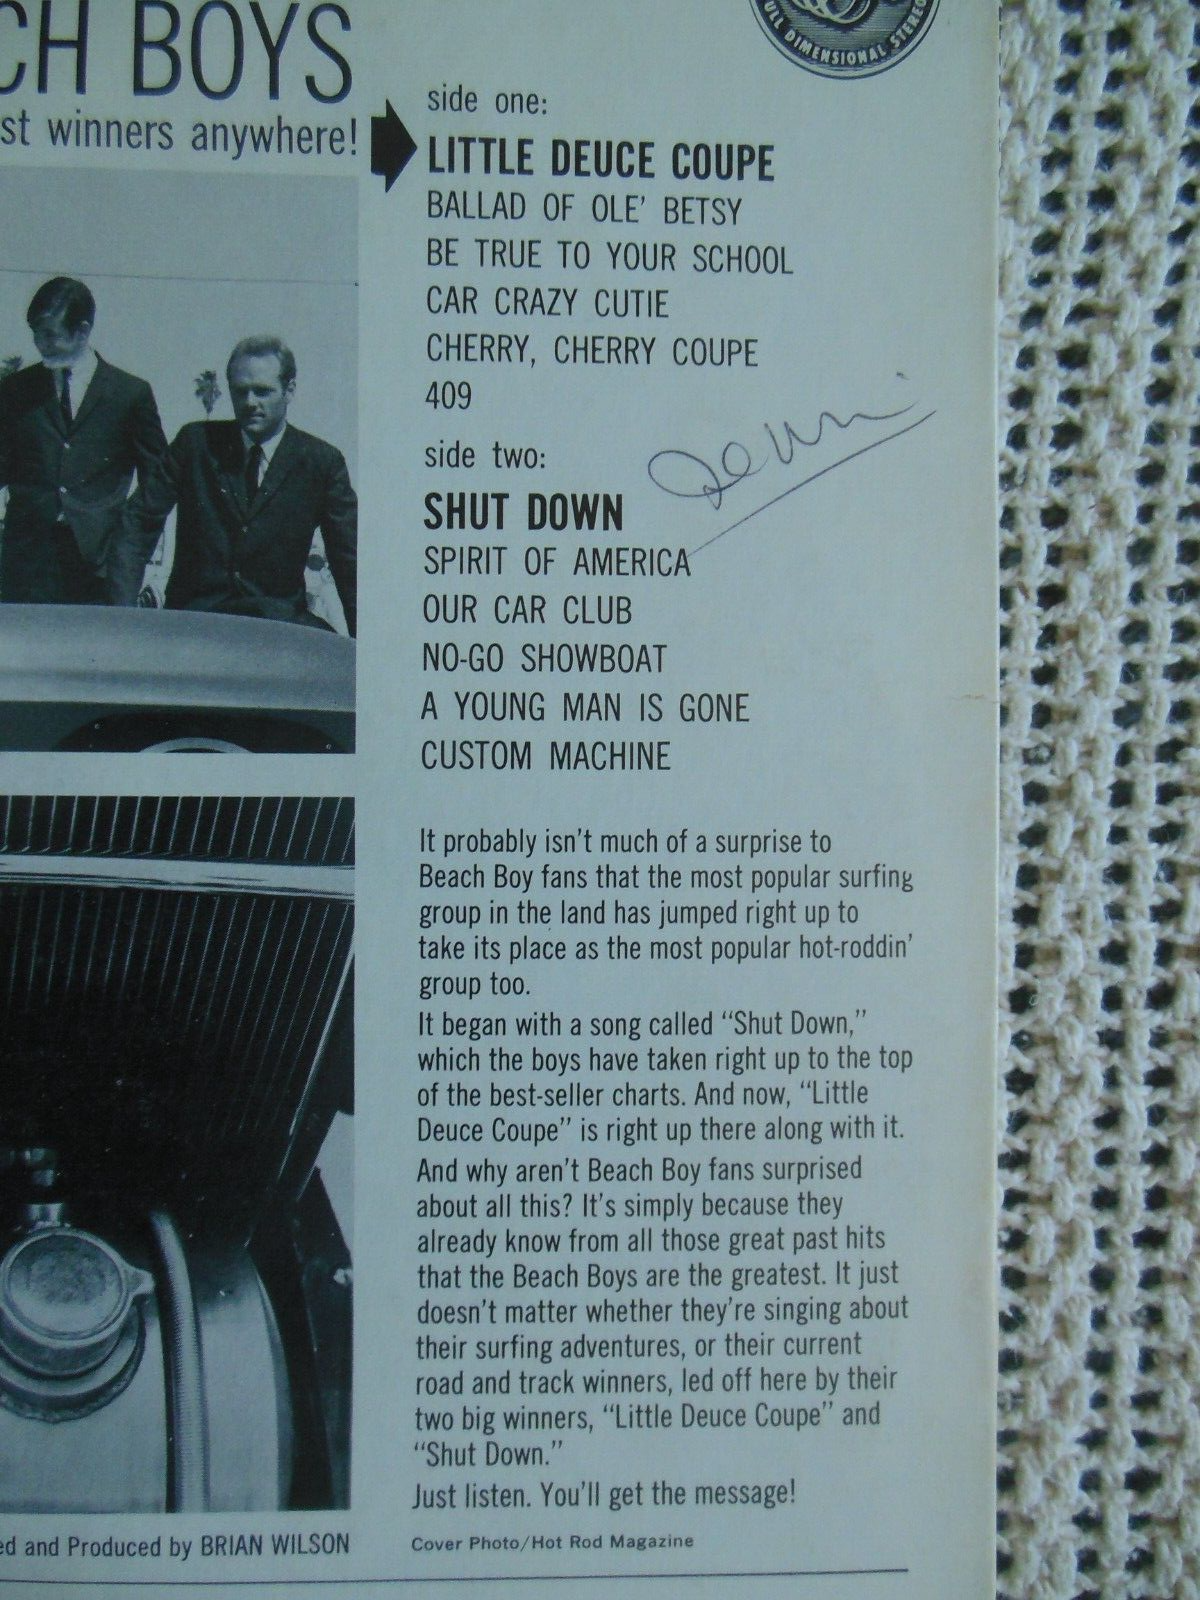 CH BOYS
st winners anywhere!
ULL DIMENSIONAL STEREO
side one:
LITTLE DEUCE COUPE
BALLAD OF OLE' BETSY
BE TRUE TO YOUR SCHOOL
CAR CRAZY CUTIE
CHERRY, CHERRY COUPE
409
side two:
SHUT DOWN
SPIRIT OF AMERICA
OUR CAR CLUB
NO-GO SHOWBOAT
A YOUNG MAN IS GONE
CUSTOM MACHINE
It probably isn't much of a surprise to
Beach Boy fans that the most popular surfing
group in the land has jumped right up to
take its place as the most popular hot-roddin'
group too.
It began with a song called “Shut Down,”
which the boys have taken right up to the top
of the best-seller charts. And now, “Little
Deuce Coupe” is right up there along with it.
And why aren't Beach Boy fans surprised
about all this? It's simply because they
already know from all those great past hits
that the Beach Boys are the greatest. It just
doesn't matter whether they're singing about
their surfing adventures, or their current
road and track winners, led off here by their
two big winners, “Little Deuce Coupe” and
“Shut Down.”
Just listen. You'll get the message!
ed and Produced by BRIAN WILSON
Cover Photo/Hot Rod Magazine